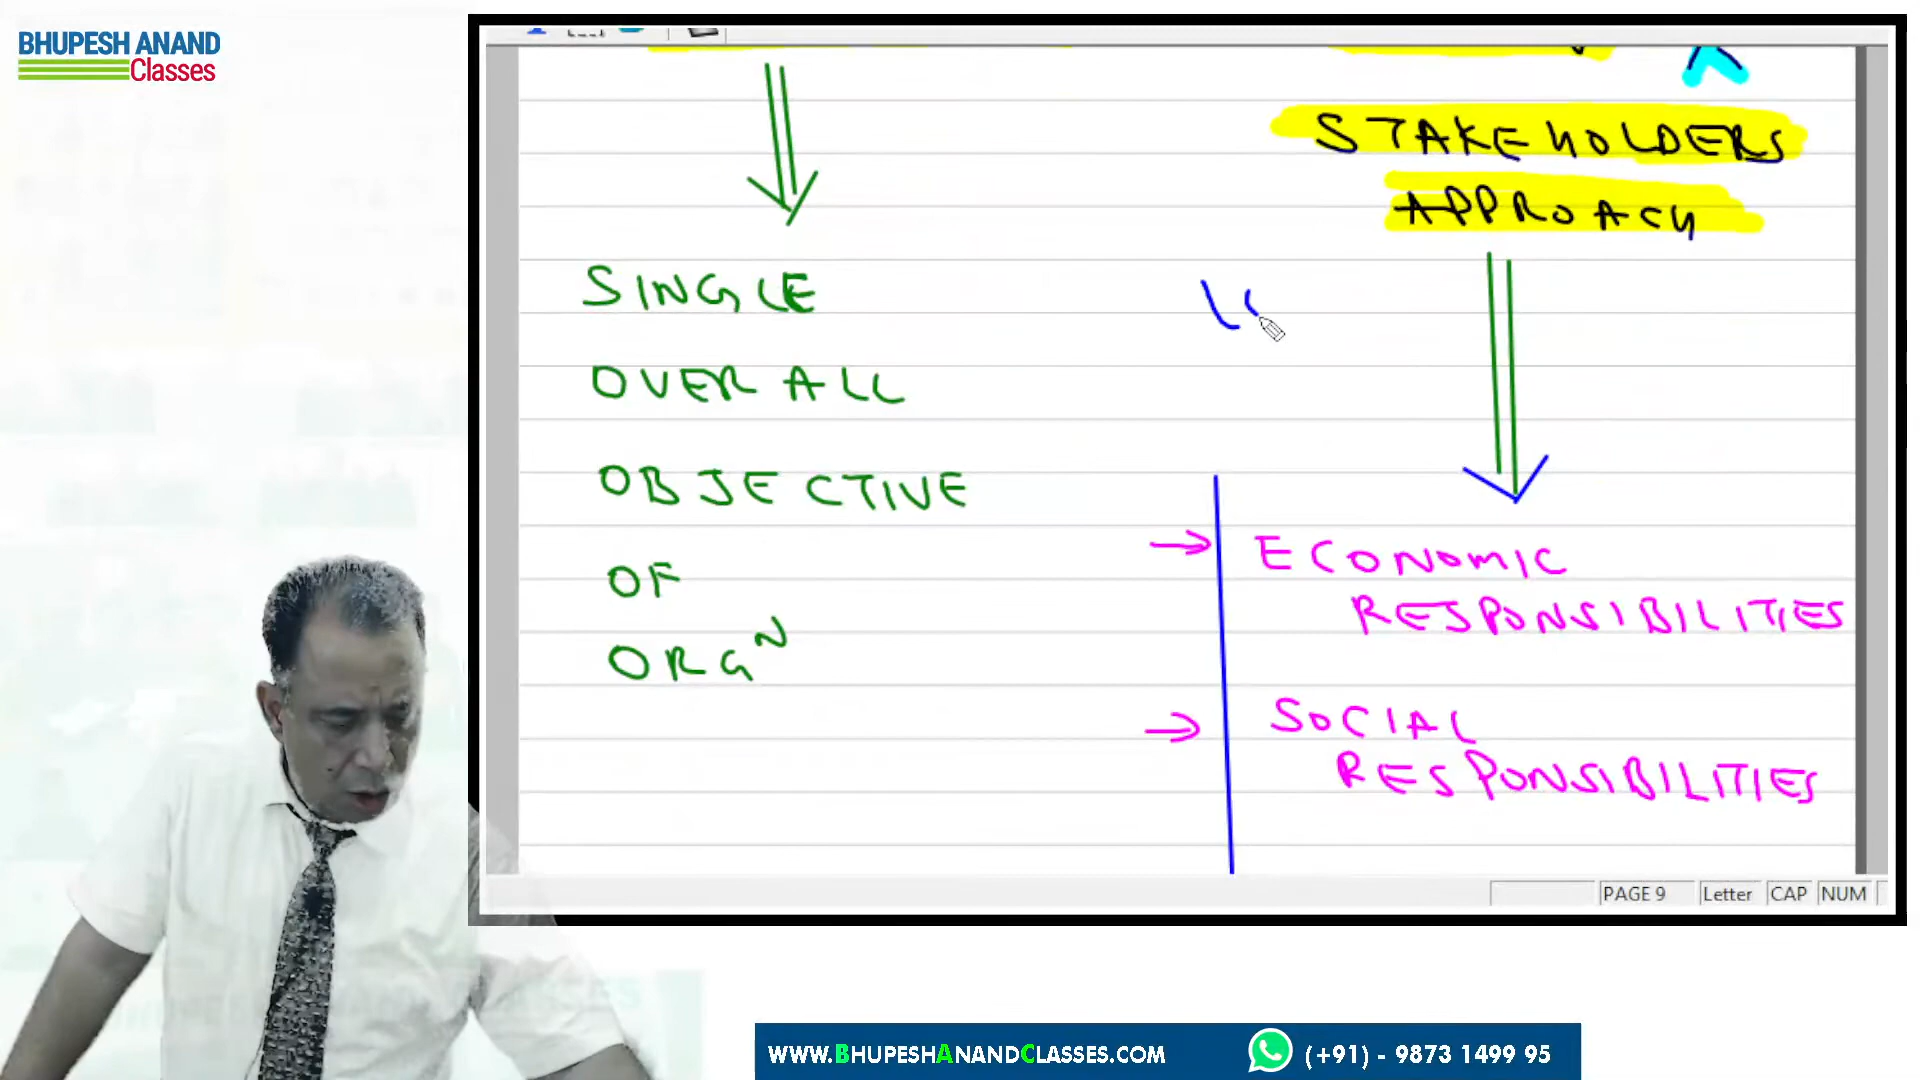 BHUPESH ANAND
Classes
STAKEHOLDERS
APPROACH
SINGLE
OVERALL
OBJECTIVE
OF
ORGN
ECONOMIC
RESPONSIBILITIES
SOCIAL
RESPONSIBILITIES
PAGE 9 Letter CAP NUM
WWW.BHUPESHANANDCLASSES.COM (+91) - 9873 1499 95